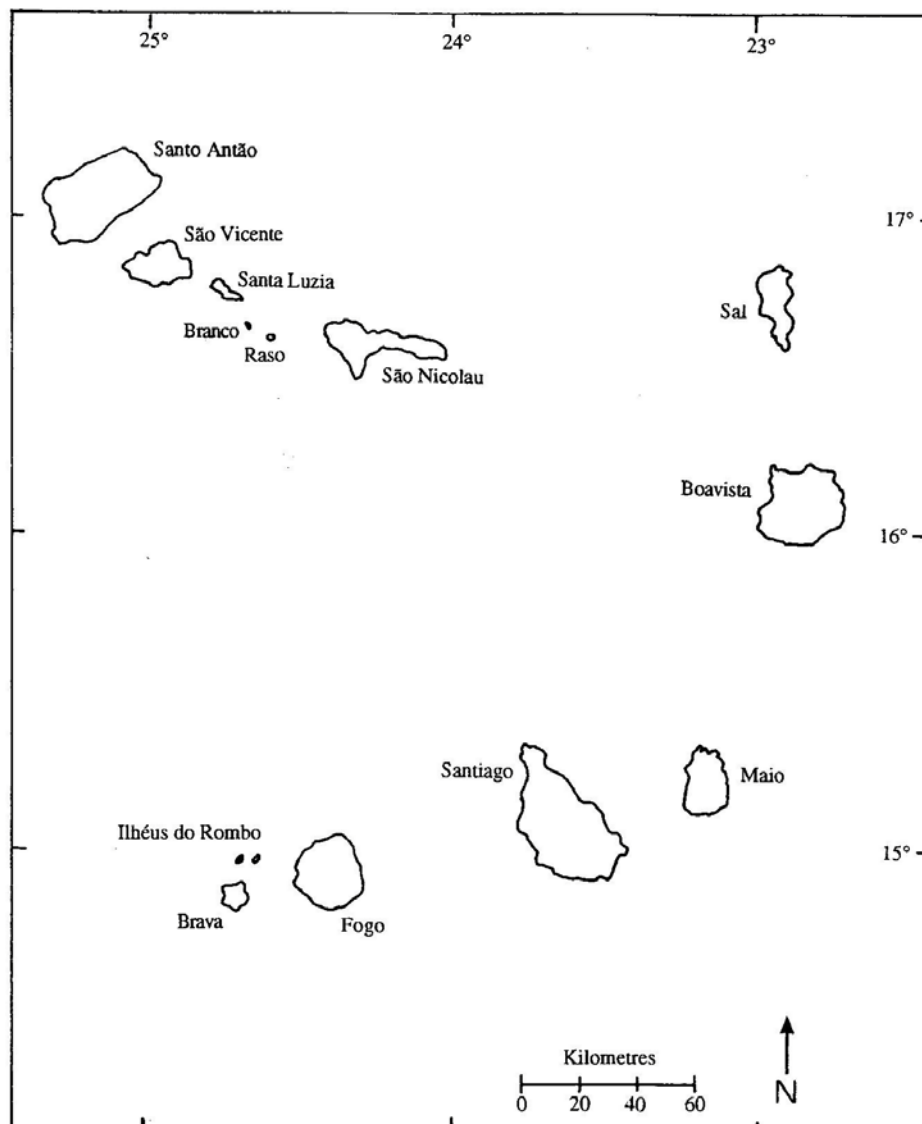 25°
24°
23°
Santo Antão
17°
São Vicente
Santa Luzia
Sal
Branco
Raso
São Nicolau
Boavista
16°
Santiago
Maio
Ilhéus do Rombo
15°
Brava
Fogo
Kilometres
0 20 40 60
N